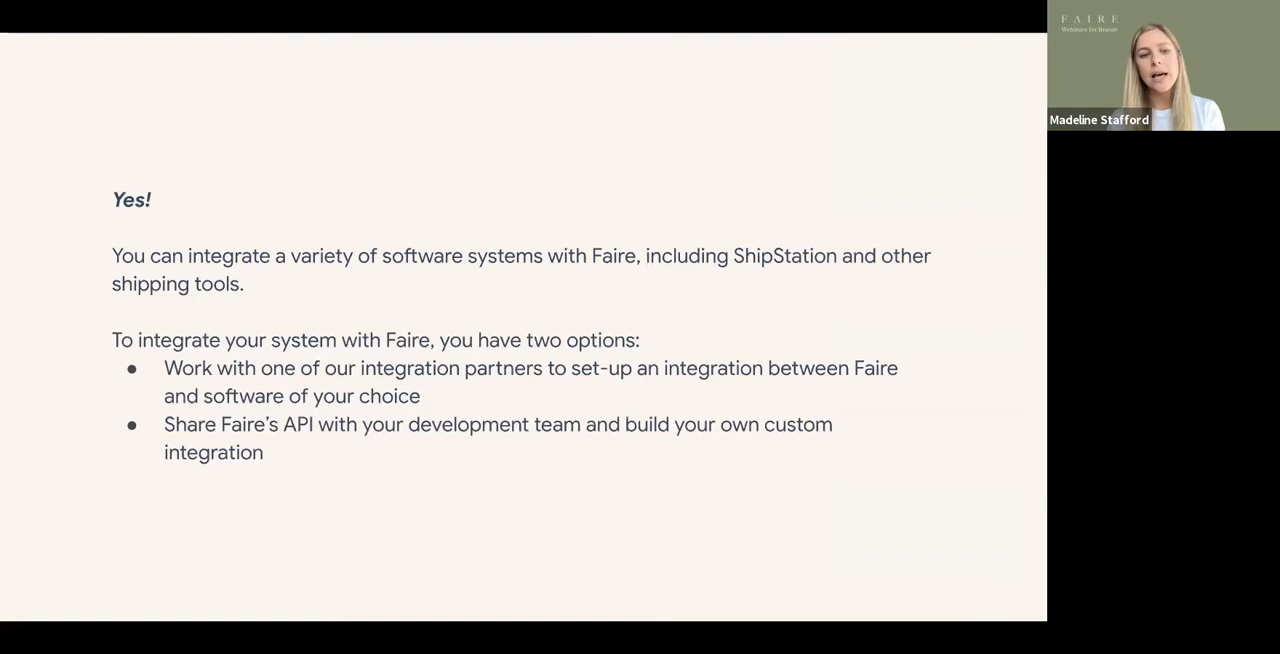 FAIRE
Webinars for Brands
Madeline Stafford
Yes!
You can integrate a variety of software systems with Faire, including ShipStation and other
shipping tools.
To integrate your system with Faire, you have two options:
● Work with one of our integration partners to set-up an integration between Faire
and software of your choice
● Share Faire’s API with your development team and build your own custom
integration